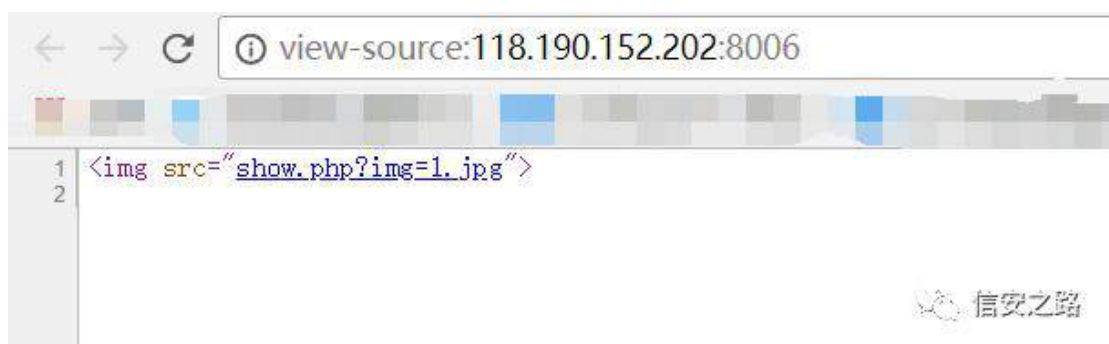 view-source:118.190.152.202:8006
1 <img src="show.php?img=1.jpg">
2
信安之路